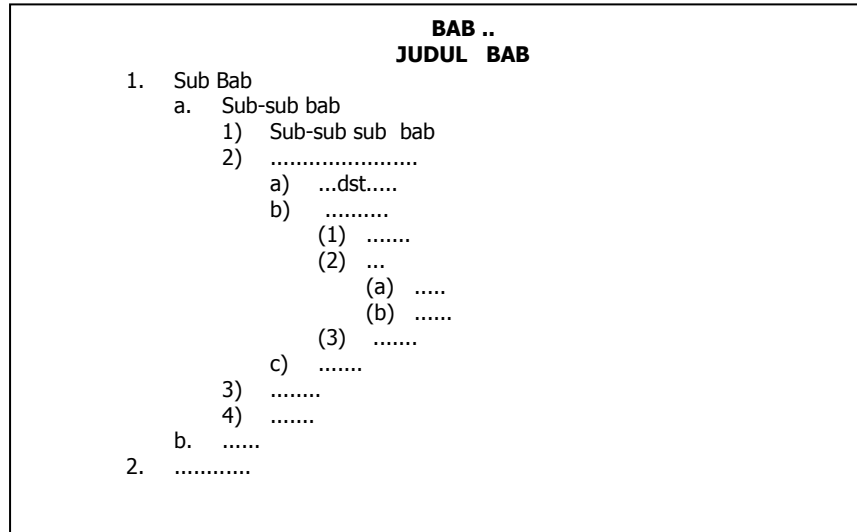 BAB ..
JUDUL BAB
1. Sub Bab
a. Sub-sub bab
1) Sub-sub sub bab
2) .......................
a) ...dst.....
b) ..........
(1) .......
(2) ...
(a) .....
(b) ......
(3) .......
c) .......
3) ........
4) .......
b. ......
2. ............